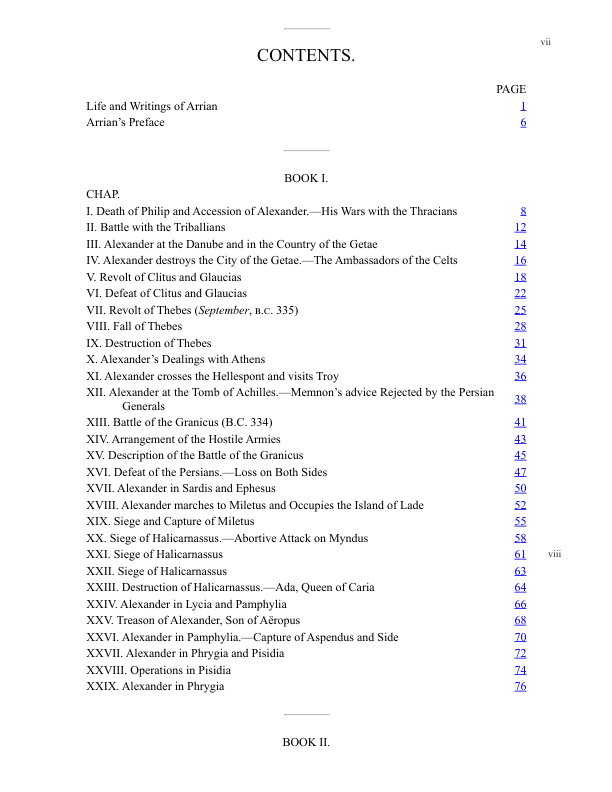 vii
CONTENTS.
PAGE
Life and Writings of Arrian 1
Arrian’s Preface 6
BOOK I.
CHAP.
I. Death of Philip and Accession of Alexander.—His Wars with the Thracians 8
II. Battle with the Triballians 12
III. Alexander at the Danube and in the Country of the Getae 14
IV. Alexander destroys the City of the Getae.—The Ambassadors of the Celts 16
V. Revolt of Clitus and Glaucias 18
VI. Defeat of Clitus and Glaucias 22
VII. Revolt of Thebes (September, B.C. 335) 25
VIII. Fall of Thebes 28
IX. Destruction of Thebes 31
X. Alexander’s Dealings with Athens 34
XI. Alexander crosses the Hellespont and visits Troy 36
XII. Alexander at the Tomb of Achilles.—Memnon’s advice Rejected by the Persian
Generals 38
XIII. Battle of the Granicus (B.C. 334) 41
XIV. Arrangement of the Hostile Armies 43
XV. Description of the Battle of the Granicus 45
XVI. Defeat of the Persians.—Loss on Both Sides 47
XVII. Alexander in Sardis and Ephesus 50
XVIII. Alexander marches to Miletus and Occupies the Island of Lade 52
XIX. Siege and Capture of Miletus 55
XX. Siege of Halicarnassus.—Abortive Attack on Myndus 58
XXI. Siege of Halicarnassus 61 viii
XXII. Siege of Halicarnassus 63
XXIII. Destruction of Halicarnassus.—Ada, Queen of Caria 64
XXIV. Alexander in Lycia and Pamphylia 66
XXV. Treason of Alexander, Son of Aëropus 68
XXVI. Alexander in Pamphylia.—Capture of Aspendus and Side 70
XXVII. Alexander in Phrygia and Pisidia 72
XXVIII. Operations in Pisidia 74
XXIX. Alexander in Phrygia 76
BOOK II.